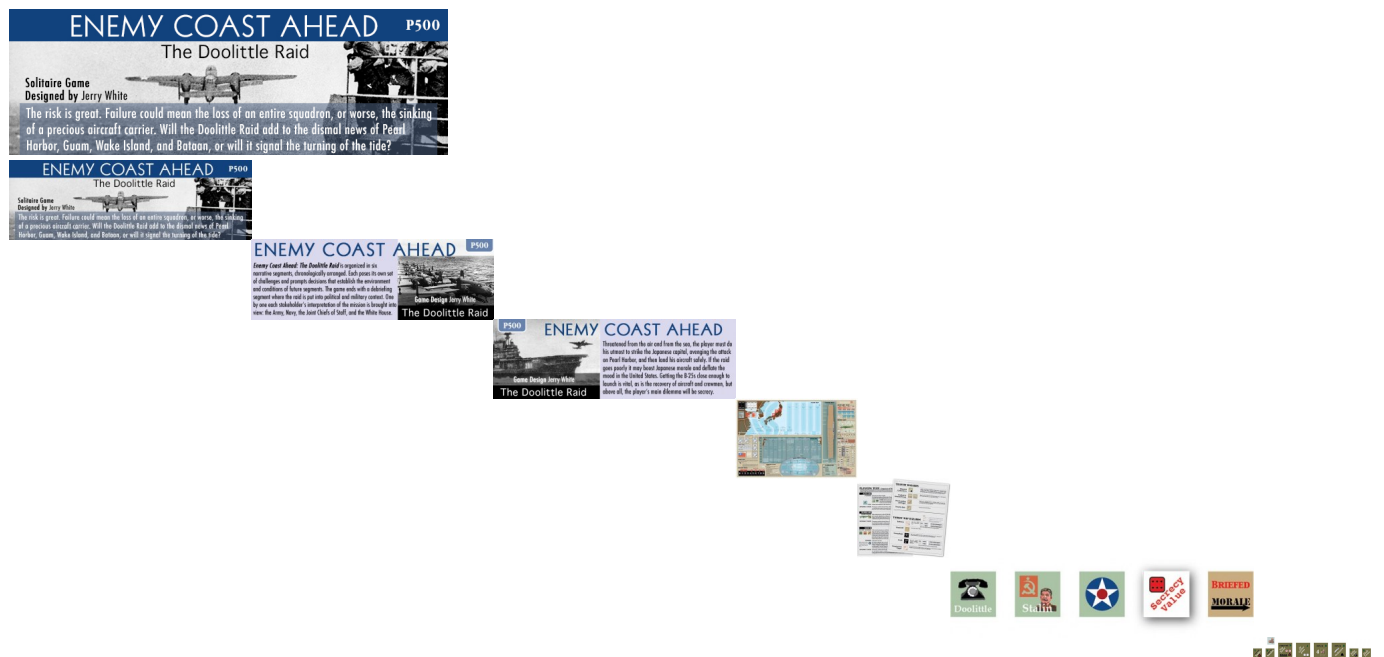 ENEMY COAST AHEAD P500
The Doolittle Raid
Solitaire Game
Designed by Jerry White
The risk is great. Failure could mean the loss of an entire squadron, or worse, the sinking
of a precious aircraft carrier. Will the Doolittle Raid add to the dismal news of Pearl
Harbor, Guam, Wake Island, and Bataan, or will it signal the turning of the tide?
ENEMY COAST AHEAD P500
The Doolittle Raid
Solitaire Game
Designed by Jerry White
The risk is great. Failure could mean the loss of an entire squadron, or worse, the sinking
of a precious aircraft carrier. Will the Doolittle Raid add to the dismal news of Pearl
Harbor, Guam, Wake Island, and Bataan, or will it signal the turning of the tide?
ENEMY COAST AHEAD P500
Enemy Coast Ahead: The Doolittle Raid is organized in six
narrative segments, chronologically arranged. Each poses its own set
of challenges and prompts decisions that establish the environment
and conditions of future segments. The game ends with a debriefing
segment where the raid is put into political and military context. One
by one each stakeholder's interpretation of the mission is brought into
view: the Army, Navy, the Joint Chiefs of Staff, and the White House.
Game Design Jerry White
The Doolittle Raid
P500 ENEMY COAST AHEAD
Threatened from the air and from the sea, the player must do
his utmost to strike the Japanese capital, avenging the attack
on Pearl Harbor, and then land his aircraft safely. If the raid
goes poorly it may boost Japanese morale and deflate the
mood in the United States. Getting the B-25s close enough to
launch is vital, as is the recovery of aircraft and crewmen, but
above all, the player's main dilemma will be secrecy.
Game Design Jerry White
The Doolittle Raid
Doolittle
Stalin
Secrecy
Value
BRIEFED
MORALE